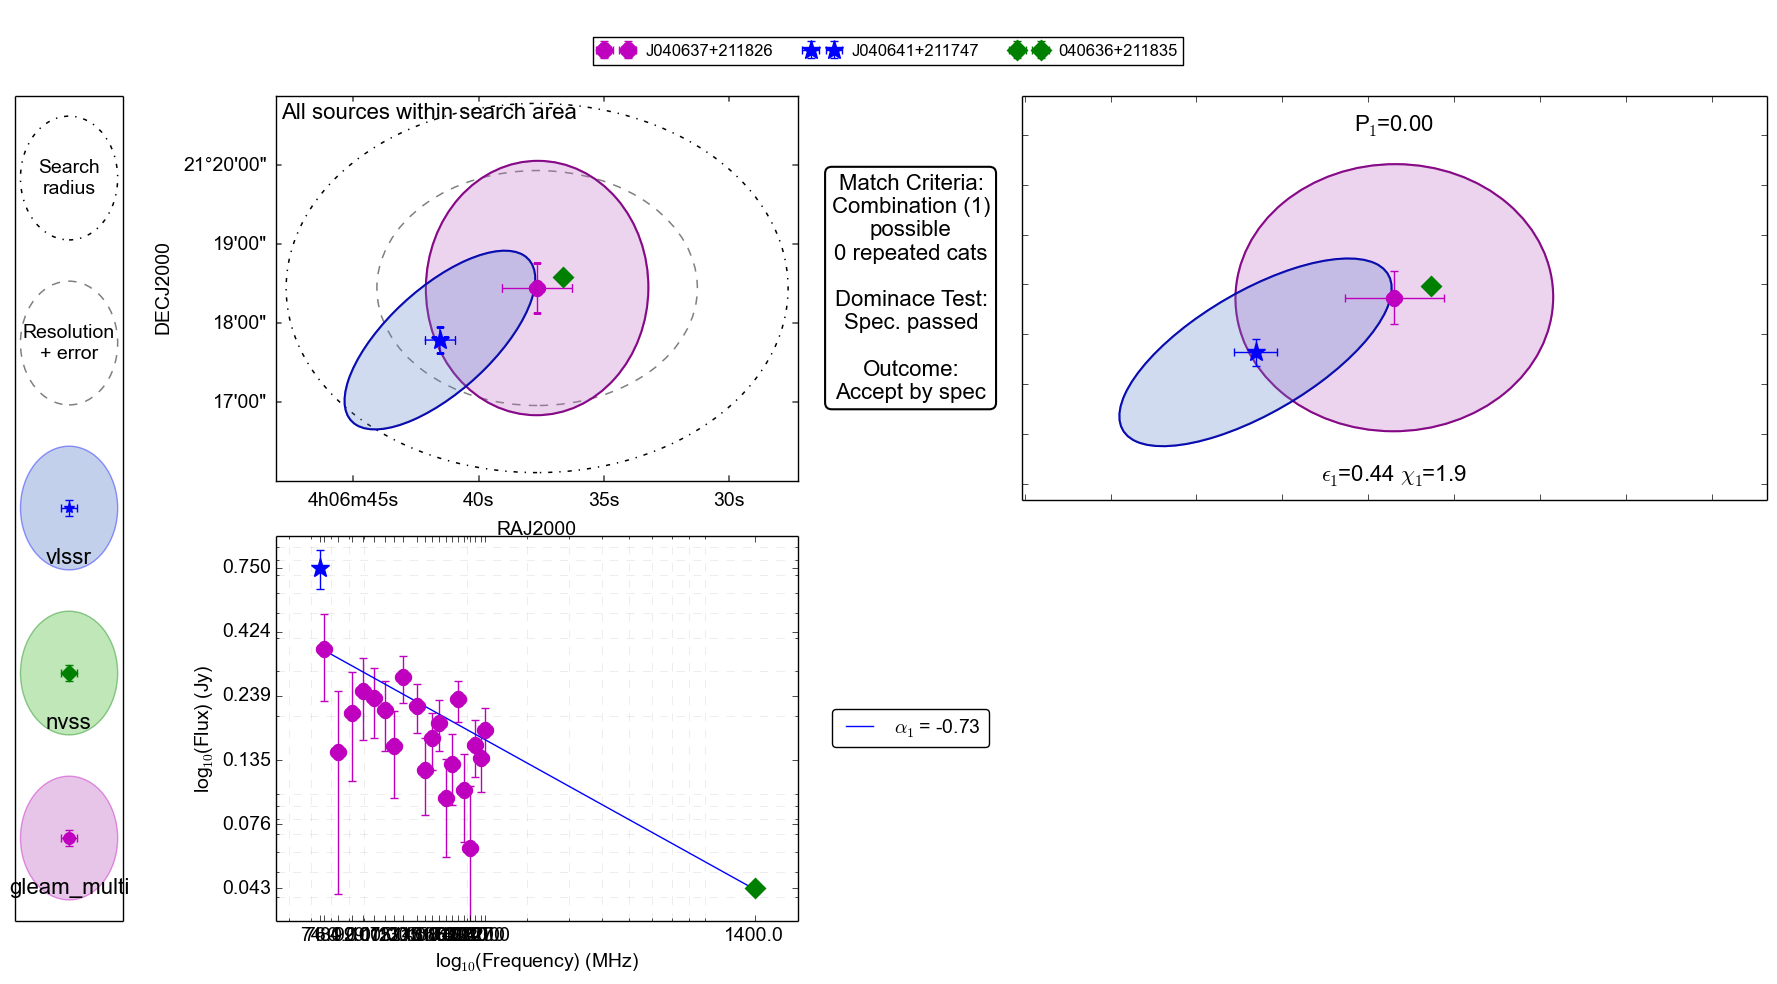 J040637+211826 J040641+211747 040636+211835
Search
radius
Resolution
+ error
vlssr
nvss
gleam_multi
All sources within search area
DECJ2000
21°20'00"
19'00"
18'00"
17'00"
4h06m45s 40s 35s 30s
RAJ2000
Match Criteria:
Combination (1)
possible
0 repeated cats
Dominace Test:
Spec. passed
Outcome:
Accept by spec
P₁=0.00
ϵ₁=0.44 χ₁=1.9
log₁₀(Flux) (Jy)
0.750
0.424
0.239
0.135
0.076
0.043
1400.0
log₁₀(Frequency) (MHz)
α₁ = -0.73